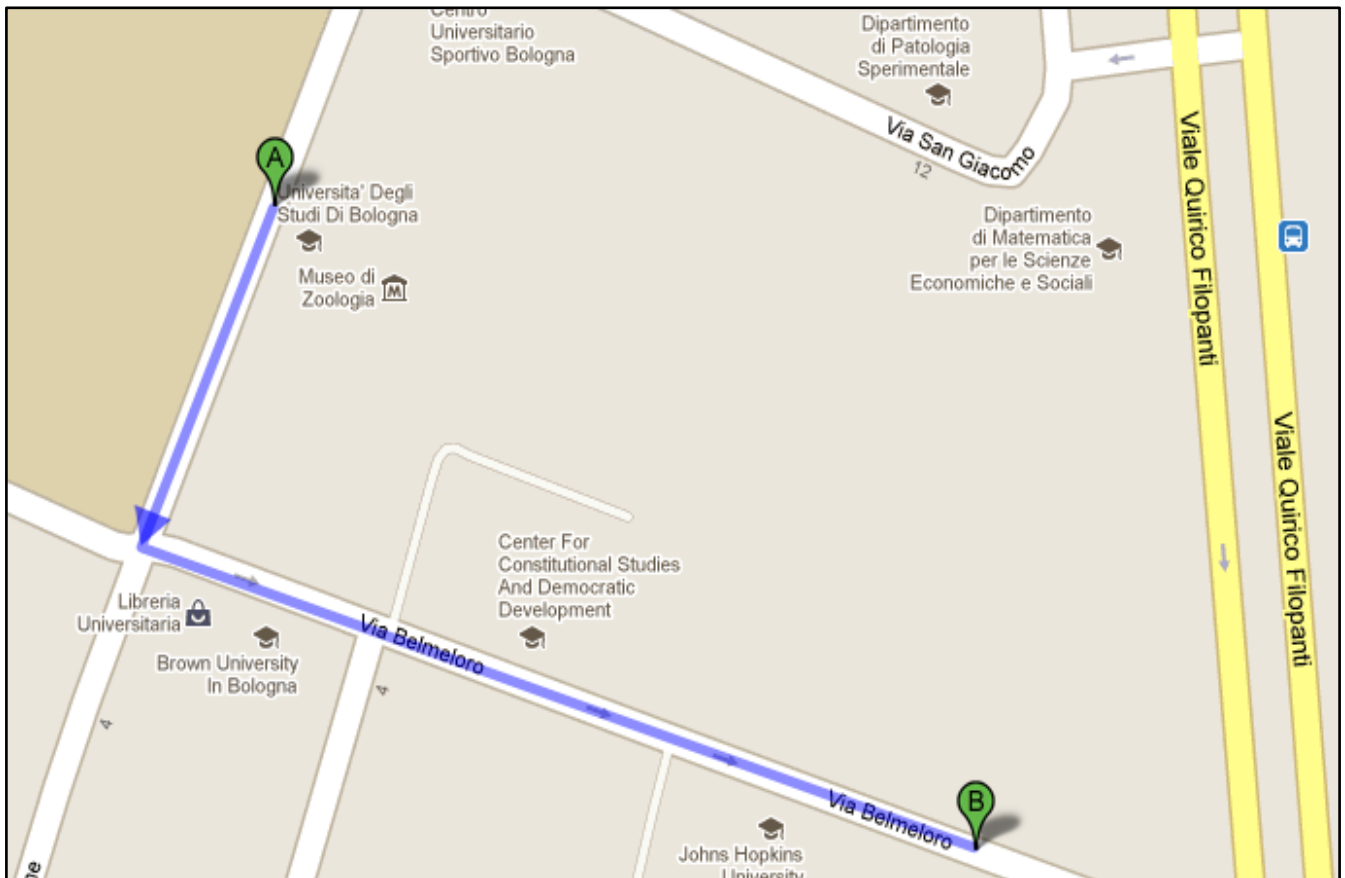 Centro
Universitario
Sportivo Bologna
Dipartimento
di Patologia
Sperimentale
Via San Giacomo
12
Viale Quirico Filopanti
A
Universita' Degli
Studi Di Bologna
Museo di
Zoologia
M
Dipartimento
di Matematica
per le Scienze
Economiche e Sociali
Viale Quirico Filopanti
Center For
Constitutional Studies
And Democratic
Development
Libreria
Universitaria
Via Belmeloro
Brown University
In Bologna
4
4
B
Via Belmeloro
Johns Hopkins
University